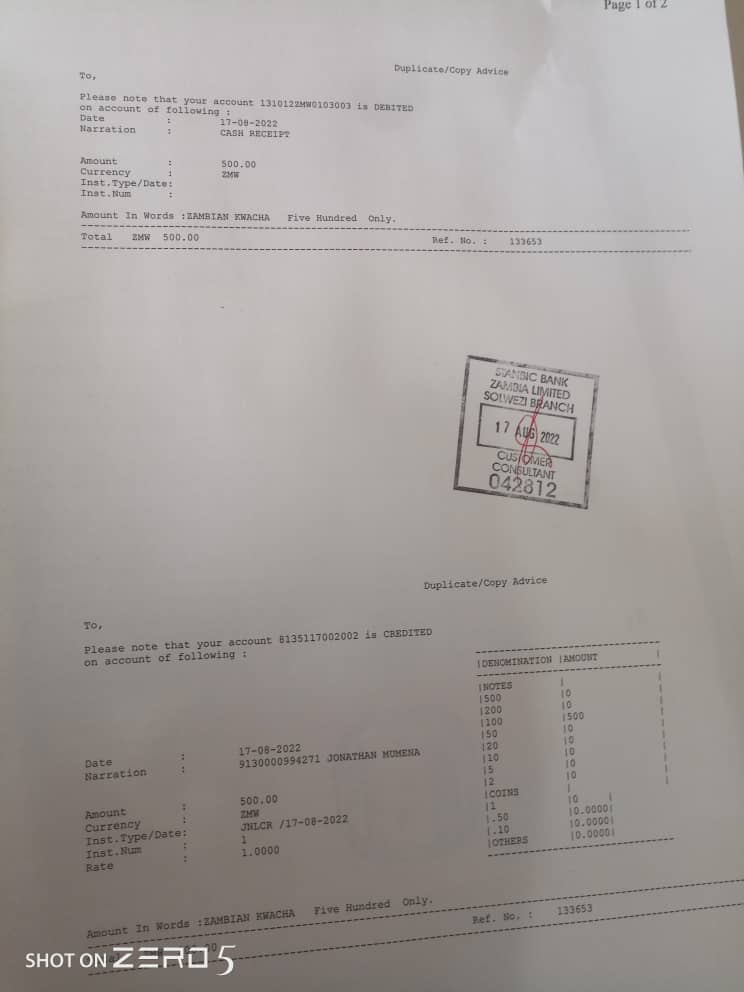 Page 1 of 2
Duplicate/Copy Advice
To,
Please note that your account 131012ZMW0103003 is DEBITED
on account of following :
Date : 17-08-2022
Narration : CASH RECEIPT
Amount : 500.00
Currency : ZMW
Inst.Type/Date:
Inst.Num :
Amount In Words :ZAMBIAN KWACHA Five Hundred Only.
Total ZMW 500.00 Ref. No. : 133653
STANBIC BANK
ZAMBIA LIMITED
SOLWEZI BRANCH
17 AUG 2022
CUSTOMER
CONSULTANT
042812
Duplicate/Copy Advice
To,
Please note that your account 8135117002002 is CREDITED
on account of following :
|DENOMINATION |AMOUNT |
|NOTES | |
|500 |0 |
|200 |0 |
|100 |500 |
|50 |0 |
|20 |0 |
|10 |0 |
|5 |0 |
|2 |0 |
|COINS |
|1 |0 |
|.50 |0.0000|
|.10 |0.0000|
|OTHERS |0.0000|
Date : 17-08-2022
Narration : 9130000994271 JONATHAN MUMENA
Amount : 500.00
Currency : ZMW
Inst.Type/Date: JNLCR /17-08-2022
Inst.Num : 1
Rate : 1.0000
Amount In Words :ZAMBIAN KWACHA Five Hundred Only.
Ref. No. : 133653
SHOT ON ZERO 5